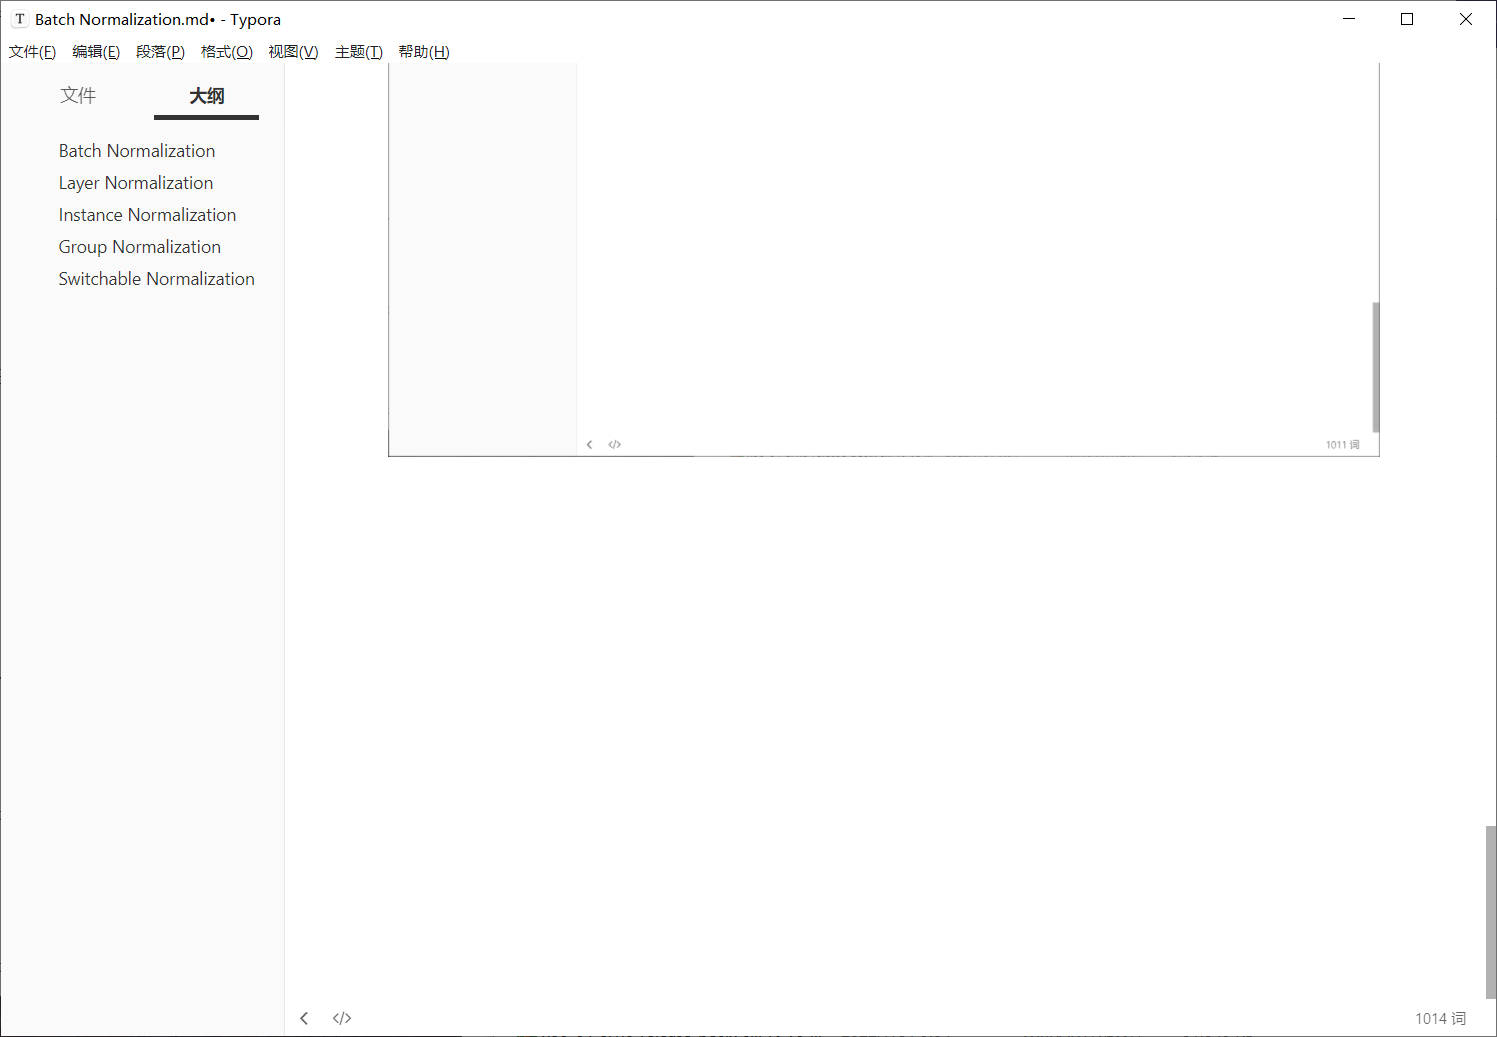 T Batch Normalization.md• - Typora
文件(F) 编辑(E) 段落(P) 格式(O) 视图(V) 主题(T) 帮助(H)
文件 大纲
Batch Normalization
Layer Normalization
Instance Normalization
Group Normalization
Switchable Normalization
</> 1011 词
</> 1014 词